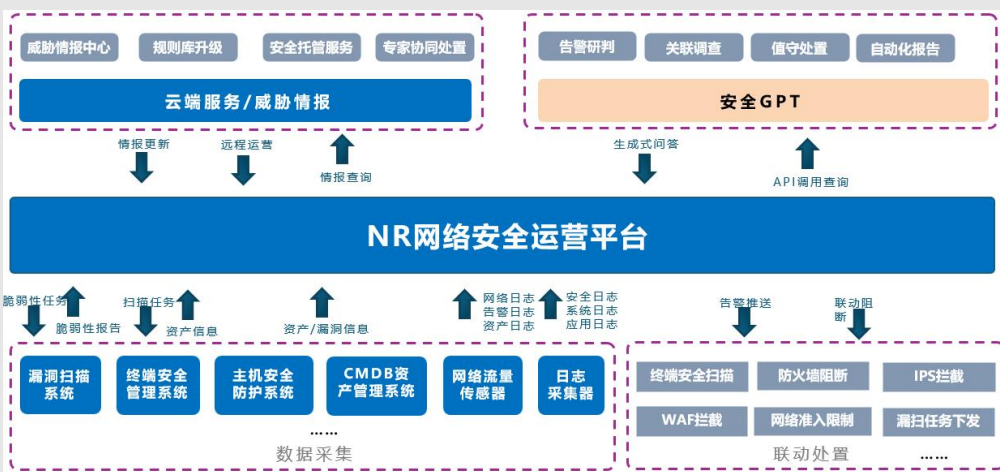 威胁情报中心 规则库升级 安全托管服务 专家协同处置
告警研判 关联调查 值守处置 自动化报告
云端服务/威胁情报
安全GPT
情报更新 远程运营 情报查询
生成式问答 API调用查询
NR网络安全运营平台
脆弱性任务
脆弱性报告
扫描任务
资产信息
资产/漏洞信息
网络日志
告警日志
资产日志
安全日志
系统日志
应用日志
告警推送
联动阻
断
漏洞扫描
系统
终端安全
管理系统
主机安全
防护系统
CMDB资
产管理系统
网络流量
传感器
日志
采集器
……
数据采集
终端安全扫描 防火墙阻断 IPS拦截
WAF拦截 网络准入限制 漏扫任务下发
联动处置 ……